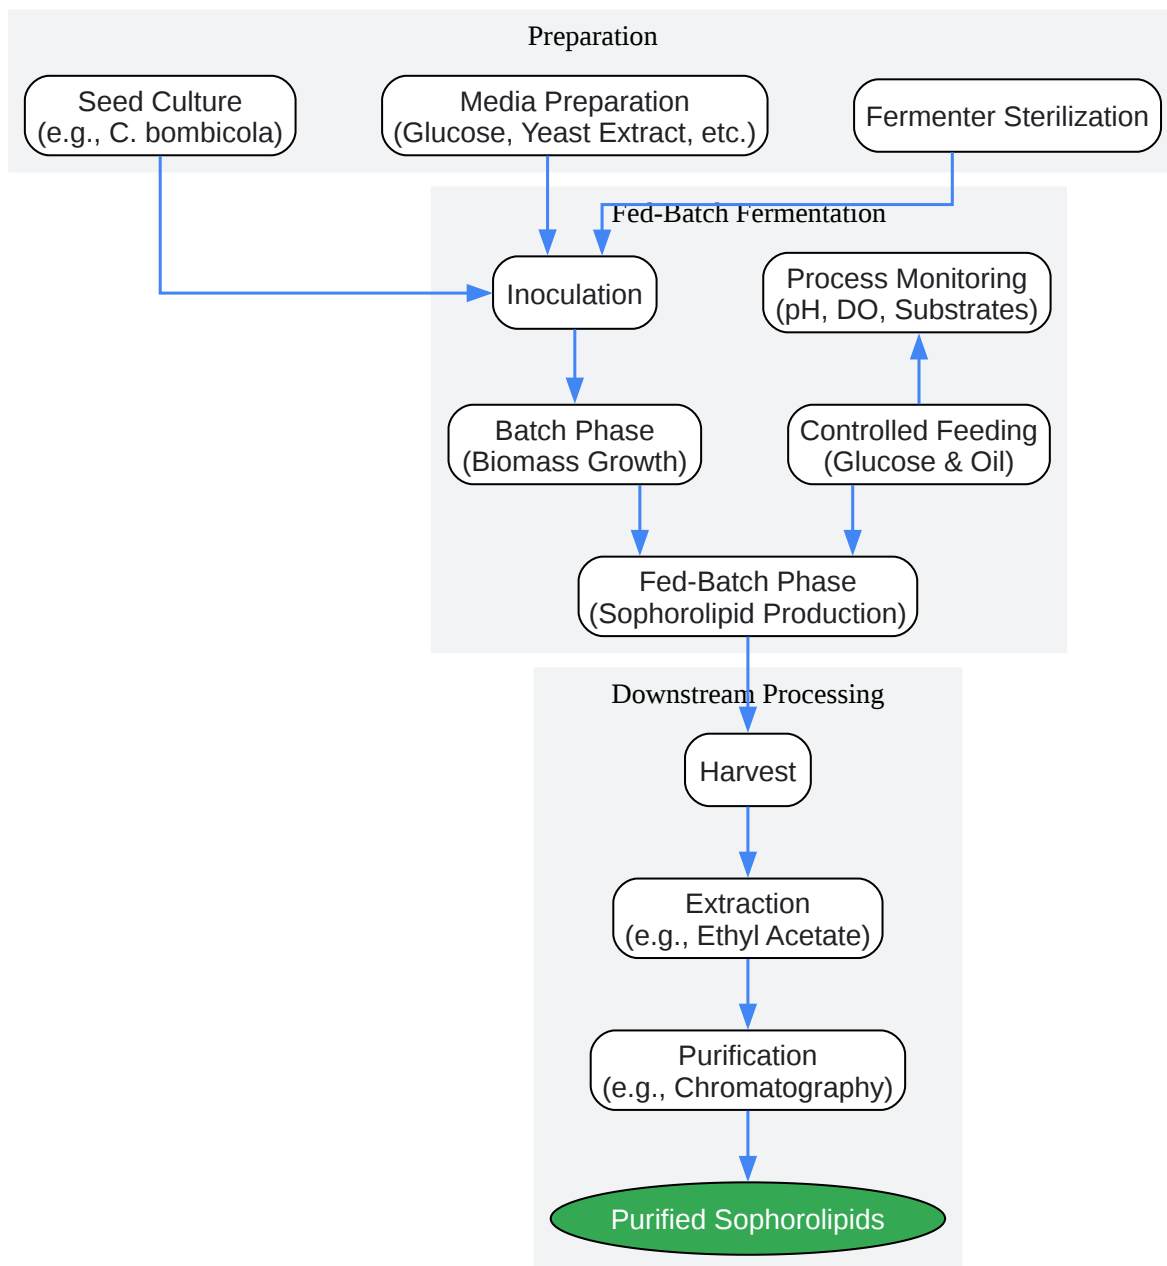 Preparation
Seed Culture
(e.g., C. bombicola)
Media Preparation
(Glucose, Yeast Extract, etc.)
Fermenter Sterilization
Fed-Batch Fermentation
Inoculation
Process Monitoring
(pH, DO, Substrates)
Batch Phase
(Biomass Growth)
Controlled Feeding
(Glucose & Oil)
Fed-Batch Phase
(Sophorolipid Production)
Downstream Processing
Harvest
Extraction
(e.g., Ethyl Acetate)
Purification
(e.g., Chromatography)
Purified Sophorolipids